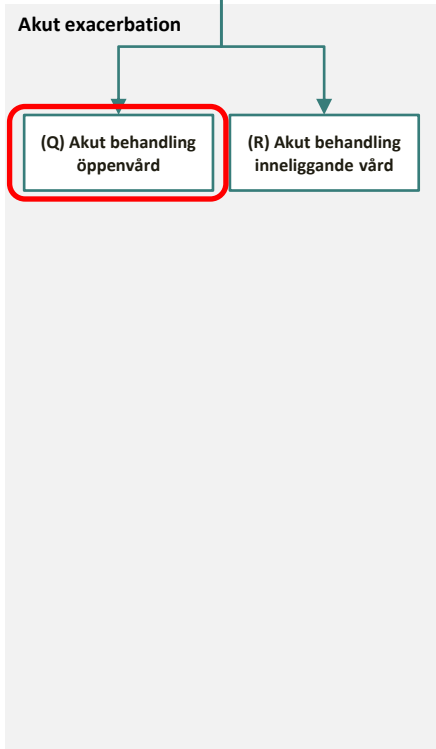 Akut exacerbation
(Q) Akut behandling
öppenvård
(R) Akut behandling
inneliggande vård